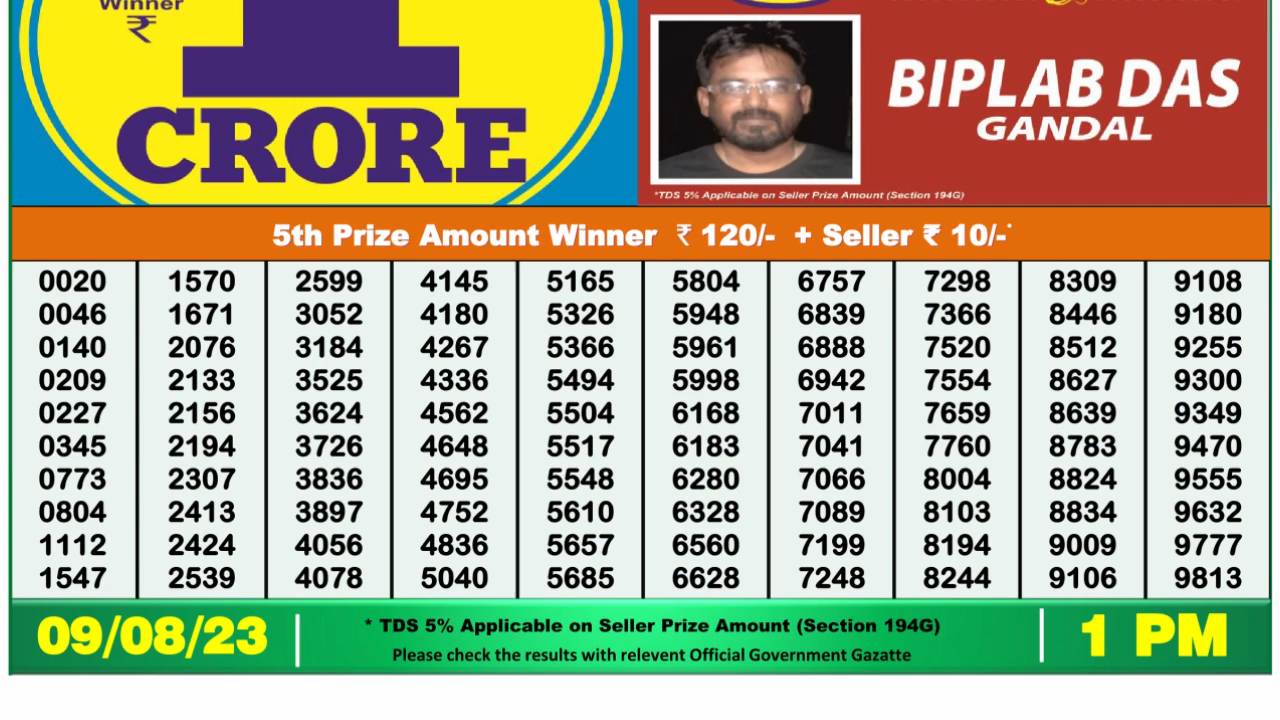 Winner
₹
1
CRORE
BIPLAB DAS
GANDAL
*TDS 5% Applicable on Seller Prize Amount (Section 194G)
5th Prize Amount Winner ₹ 120/- + Seller ₹ 10/-*
0020 1570 2599 4145 5165 5804 6757 7298 8309 9108
0046 1671 3052 4180 5326 5948 6839 7366 8446 9180
0140 2076 3184 4267 5366 5961 6888 7520 8512 9255
0209 2133 3525 4336 5494 5998 6942 7554 8627 9300
0227 2156 3624 4562 5504 6168 7011 7659 8639 9349
0345 2194 3726 4648 5517 6183 7041 7760 8783 9470
0773 2307 3836 4695 5548 6280 7066 8004 8824 9555
0804 2413 3897 4752 5610 6328 7089 8103 8834 9632
1112 2424 4056 4836 5657 6560 7199 8194 9009 9777
1547 2539 4078 5040 5685 6628 7248 8244 9106 9813
09/08/23
* TDS 5% Applicable on Seller Prize Amount (Section 194G)
Please check the results with relevent Official Government Gazatte
1 PM